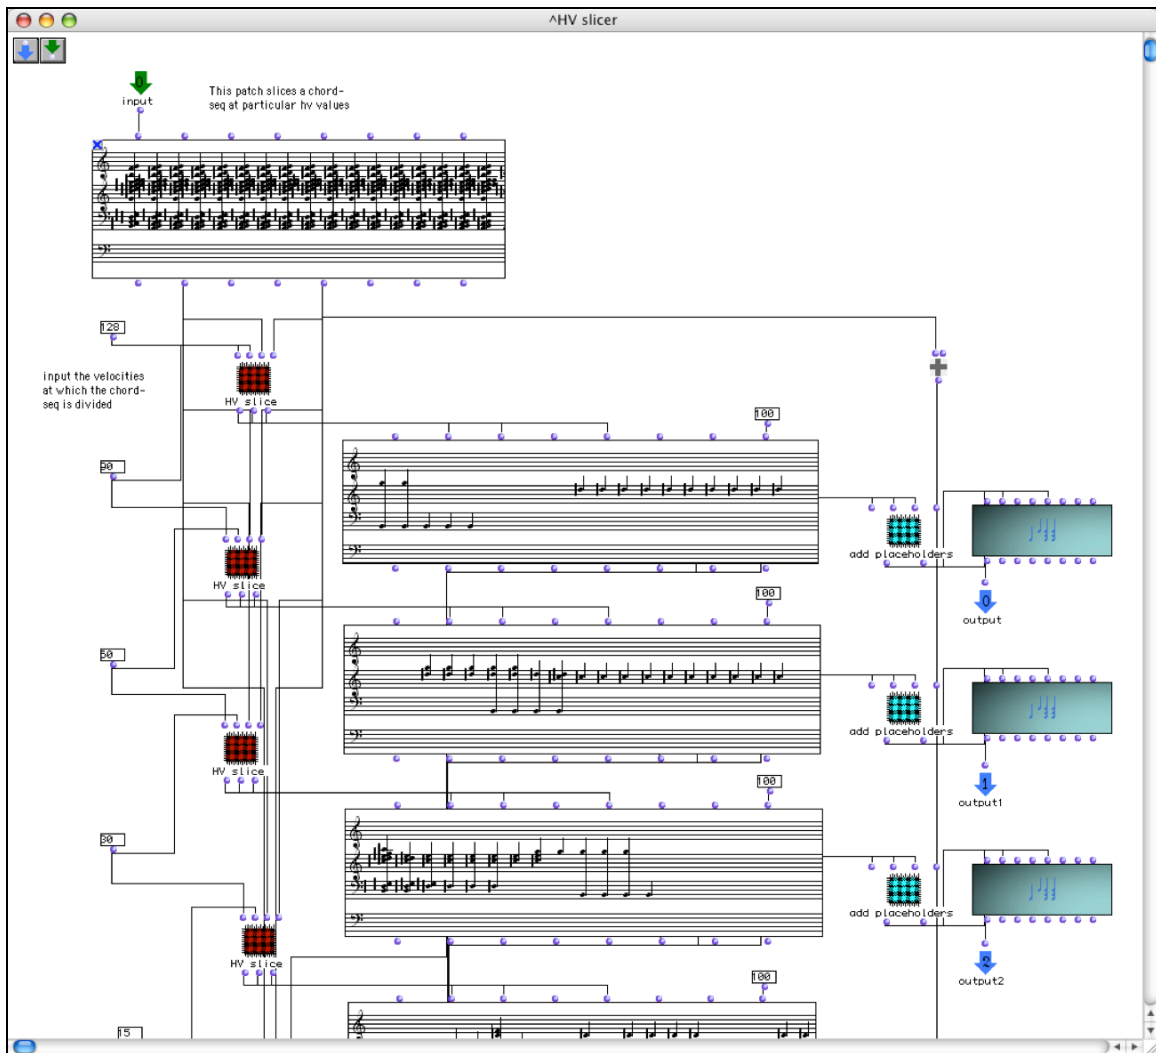 ^HV slicer
0
input
This patch slices a chord-
seq at particular hv values
128
input the velocities
at which the chord-
seq is divided
HV slice
100
90
add placeholders
0
output
HV slice
100
50
add placeholders
1
output1
HV slice
100
30
add placeholders
2
output2
HV slice
100
15